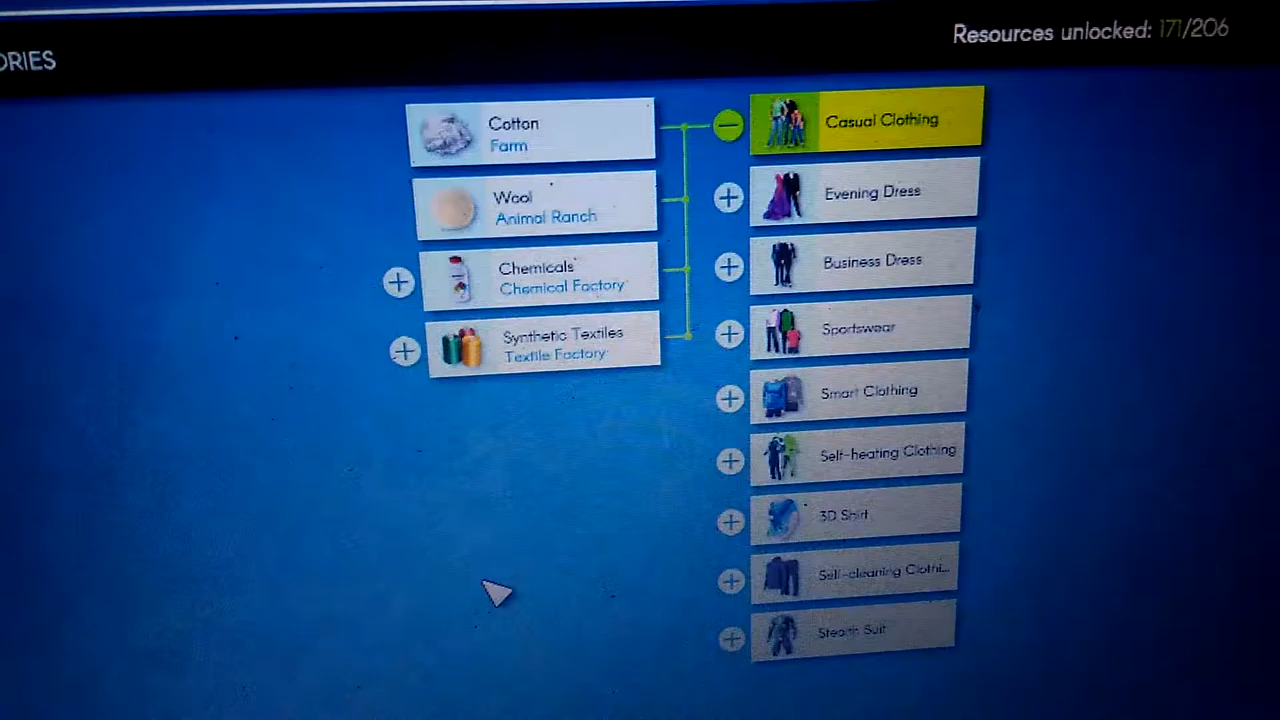 ORIES
Resources unlocked: 171/206
Cotton
Farm
Wool
Animal Ranch
Chemicals
Chemical Factory
Synthetic Textiles
Textile Factory
Casual Clothing
Evening Dress
Business Dress
Sportswear
Smart Clothing
Self-heating Clothing
3D Shirt
Self-cleaning Clothi...
Stealth Suit